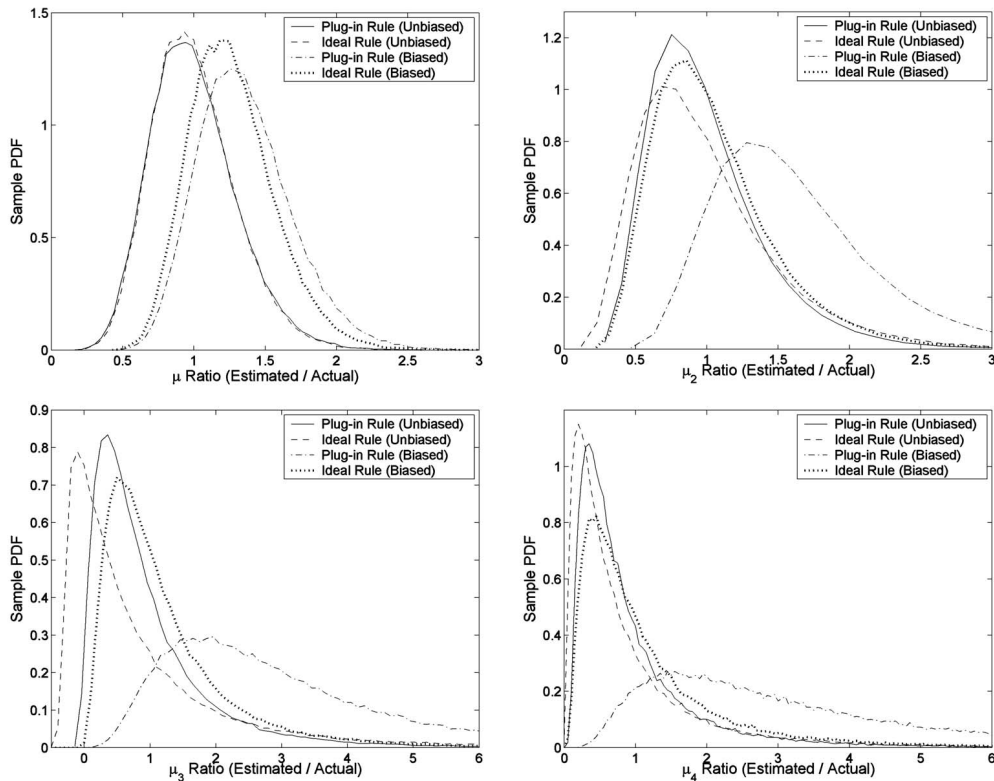 1.5
1
0.5
0
0 0.5 1 1.5 2 2.5 3
Sample PDF
μ Ratio (Estimated / Actual)
Plug-in Rule (Unbiased)
Ideal Rule (Unbiased)
Plug-in Rule (Biased)
Ideal Rule (Biased)
1.2
1
0.8
0.6
0.4
0.2
0
0 0.5 1 1.5 2 2.5 3
Sample PDF
μ2 Ratio (Estimated / Actual)
Plug-in Rule (Unbiased)
Ideal Rule (Unbiased)
Plug-in Rule (Biased)
Ideal Rule (Biased)
0.9
0.8
0.7
0.6
0.5
0.4
0.3
0.2
0.1
0
0 1 2 3 4 5 6
Sample PDF
μ3 Ratio (Estimated / Actual)
Plug-in Rule (Unbiased)
Ideal Rule (Unbiased)
Plug-in Rule (Biased)
Ideal Rule (Biased)
1
0.8
0.6
0.4
0.2
0
0 1 2 3 4 5 6
Sample PDF
μ4 Ratio (Estimated / Actual)
Plug-in Rule (Unbiased)
Ideal Rule (Unbiased)
Plug-in Rule (Biased)
Ideal Rule (Biased)